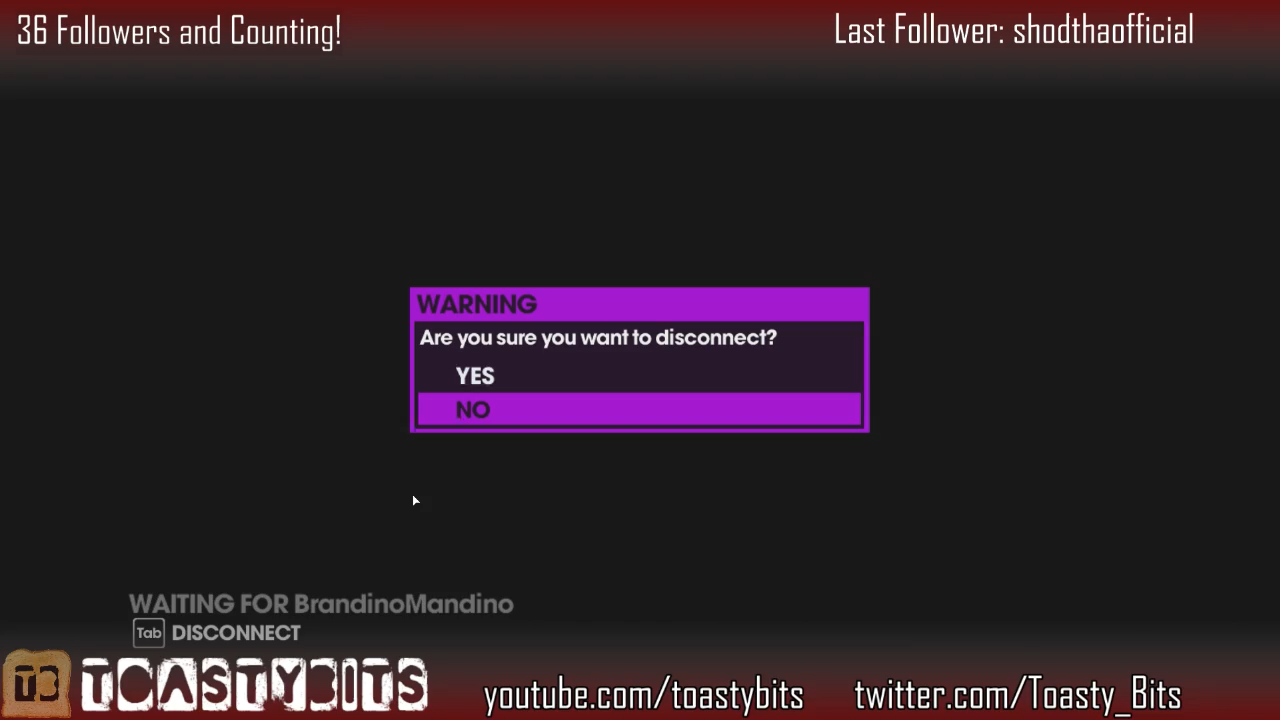 36 Followers and Counting!
Last Follower: shodthaofficial
WARNING
Are you sure you want to disconnect?
YES
NO
WAITING FOR BrandinoMandino
Tab DISCONNECT
TB TOASTYBITS
youtube.com/toastybits
twitter.com/Toasty_Bits